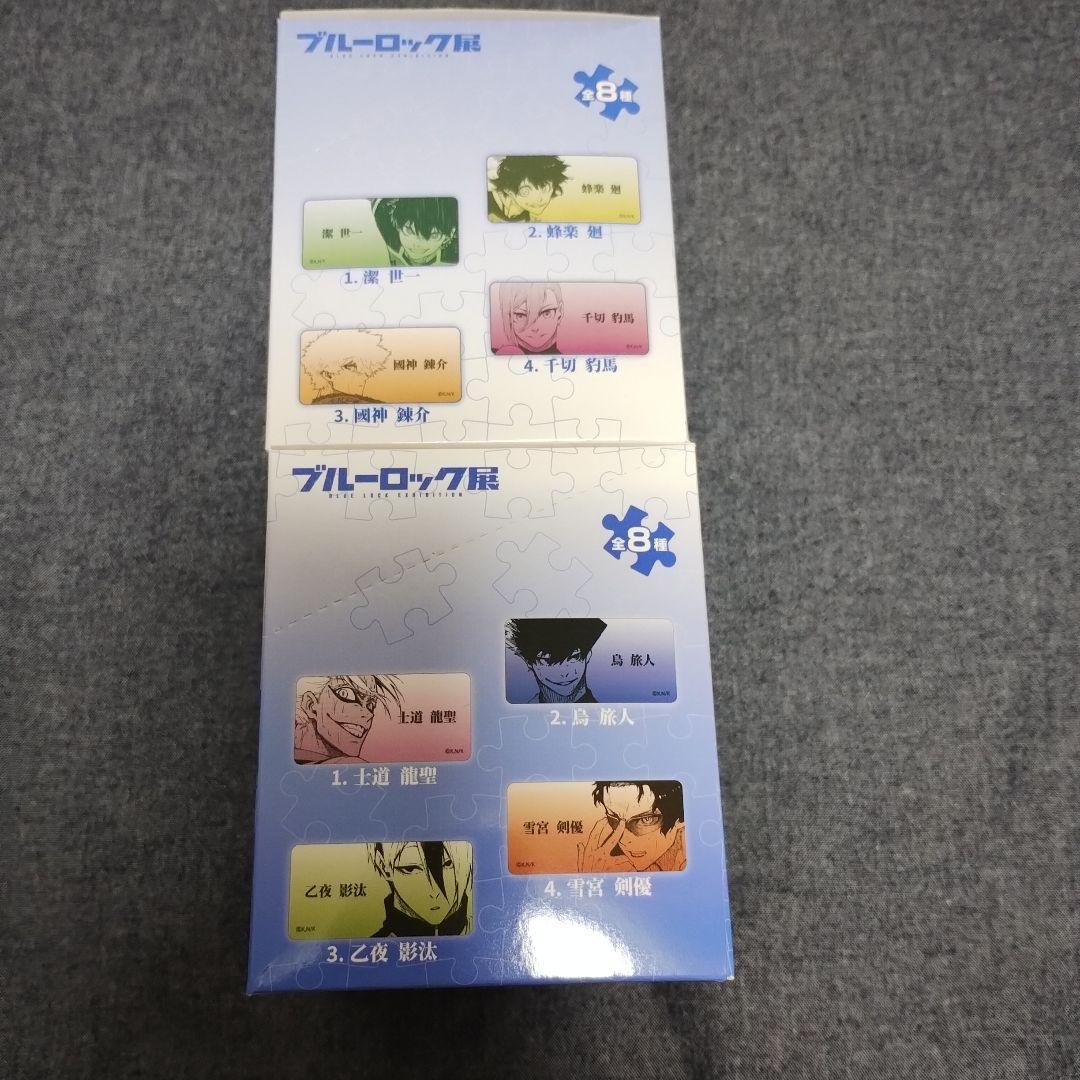 ブルーロック展
BLUE LOCK EXHIBITION
全8種
蜂楽 廻
©K,N/K
2. 蜂楽 廻
潔 世一
©K,N/K
1. 潔 世一
千切 豹馬
©K,N/K
4. 千切 豹馬
國神 錬介
©K,N/K
3. 國神 錬介
ブルーロック展
BLUE LOCK EXHIBITION
全8種
烏 旅人
©K,N/K
2. 烏 旅人
士道 龍聖
©K,N/K
1. 士道 龍聖
雪宮 剣優
©K,N/K
4. 雪宮 剣優
乙夜 影汰
©K,N/K
3. 乙夜 影汰